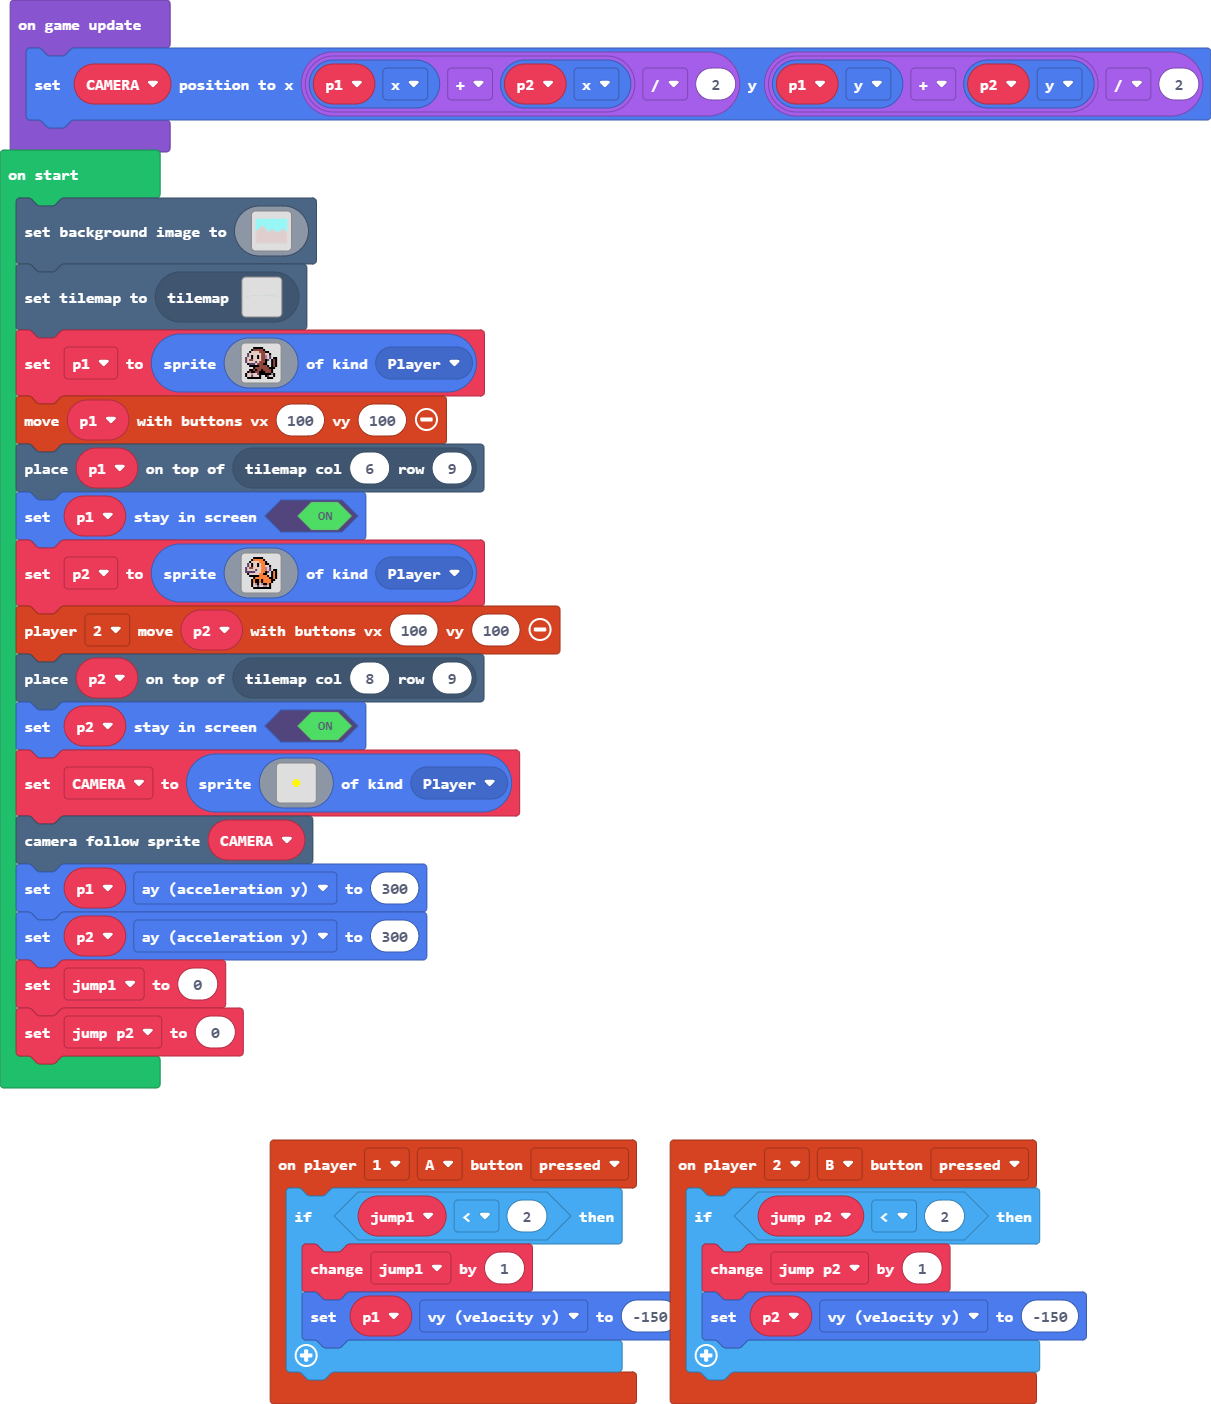 on game update
set CAMERA position to x p1 x + p2 x / 2 y p1 y + p2 y / 2
on start
set background image to
set tilemap to tilemap
set p1 to sprite of kind Player
move p1 with buttons vx 100 vy 100
place p1 on top of tilemap col 6 row 9
set p1 stay in screen ON
set p2 to sprite of kind Player
player 2 move p2 with buttons vx 100 vy 100
place p2 on top of tilemap col 8 row 9
set p2 stay in screen ON
set CAMERA to sprite of kind Player
camera follow sprite CAMERA
set p1 ay (acceleration y) to 300
set p2 ay (acceleration y) to 300
set jump1 to 0
set jump p2 to 0
on player 1 A button pressed
if jump1 < 2 then
change jump1 by 1
set p1 vy (velocity y) to -150
on player 2 B button pressed
if jump p2 < 2 then
change jump p2 by 1
set p2 vy (velocity y) to -150